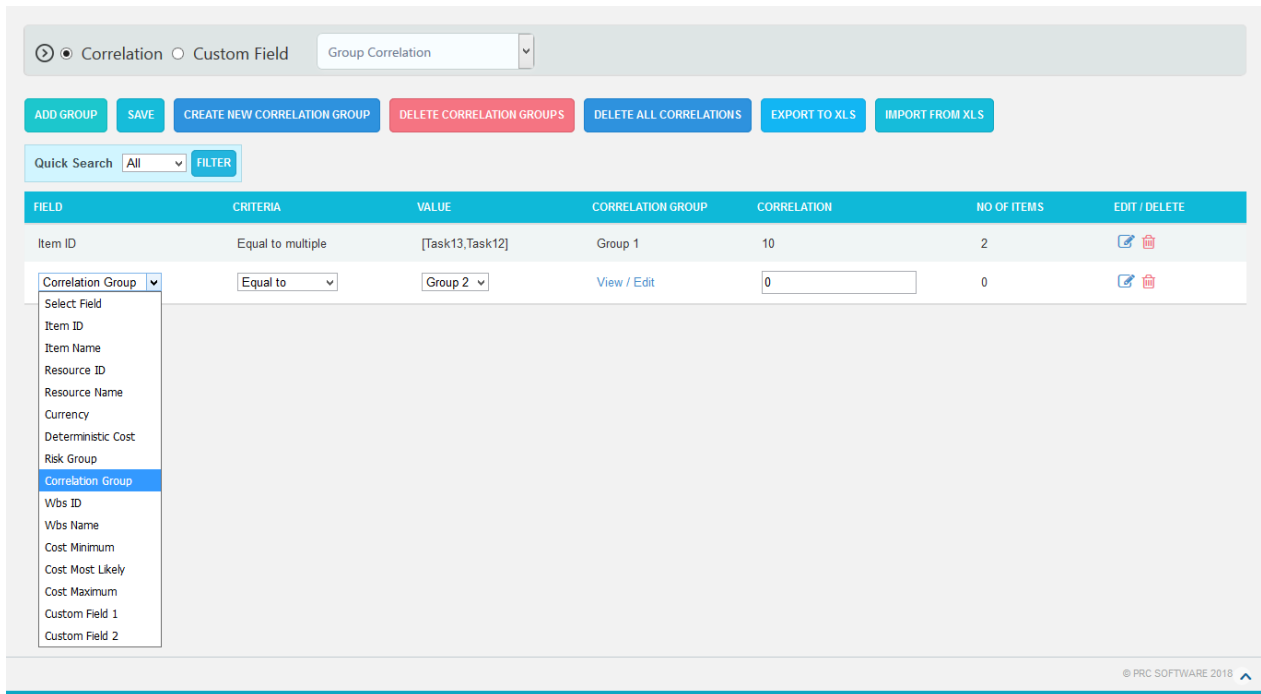 Correlation Custom Field Group Correlation
ADD GROUP SAVE CREATE NEW CORRELATION GROUP DELETE CORRELATION GROUPS DELETE ALL CORRELATIONS EXPORT TO XLS IMPORT FROM XLS
Quick Search All FILTER
FIELD CRITERIA VALUE CORRELATION GROUP CORRELATION NO OF ITEMS EDIT / DELETE
Item ID Equal to multiple [Task13,Task12] Group 1 10 2
Correlation Group Equal to Group 2 View / Edit 0 0
Select Field
Item ID
Item Name
Resource ID
Resource Name
Currency
Deterministic Cost
Risk Group
Correlation Group
Wbs ID
Wbs Name
Cost Minimum
Cost Most Likely
Cost Maximum
Custom Field 1
Custom Field 2
© PRC SOFTWARE 2018